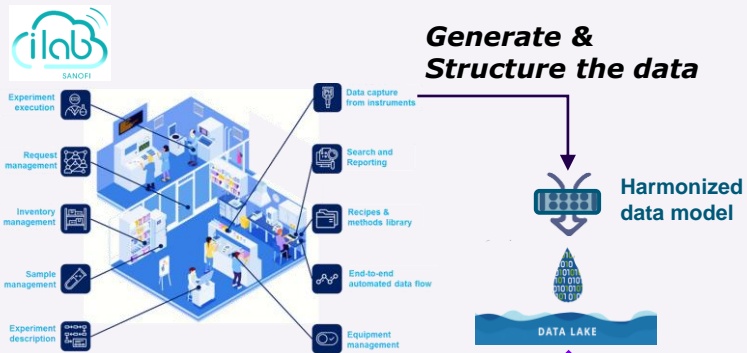 ilab
SANOFI
Generate &
Structure the data
Experiment
execution
Request
management
Inventory
management
Sample
management
Experiment
description
Data capture
from instruments
Search and
Reporting
Recipes &
methods library
End-to-end
automated data flow
Equipment
management
Harmonized
data model
DATA LAKE